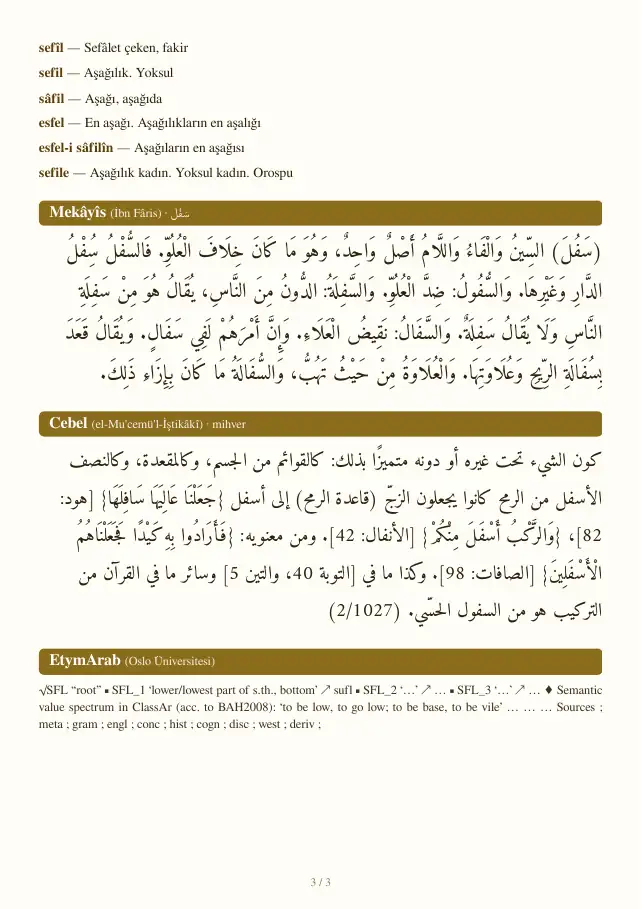 sefîl — Sefâlet çeken, fakir
sefil — Aşağılık. Yoksul
sâfil — Aşağı, aşağıda
esfel — En aşağı. Aşağılıkların en aşalığı
esfel-i sâfilîn — Aşağıların en aşağısı
sefile — Aşağılık kadın. Yoksul kadın. Orospu
Mekâyîs (İbn Fâris) · سَفُلَ
(سَفُلَ) السِّينُ وَالْفَاءُ وَاللَّامُ أَصْلٌ وَاحِدٌ، وَهُوَ مَا كَانَ خِلَافَ الْعُلُوِّ. فَالسُّفْلُ سُفْلُ
الدَّارِ وَغَيْرِهَا. وَالسُّفُولُ: ضِدَّ الْعُلُوِّ. وَالسَّفِلَةُ: الدُّونُ مِنَ النَّاسِ، يُقَالُ هُوَ مِنْ سَفِلَةِ
النَّاسِ وَلَا يُقَالُ سَفِلَةٌ. وَالسَّفَالُ: نَقِيضُ الْعَلَاءِ. وَإِنَّ أَمْرَهُمْ لَفِي سَفَالٍ. وَيُقَالُ قَعَدَ
بِسُفَالَةِ الرِّيحِ وَعُلَاوَتِهَا. وَالْعُلَاوَةُ مِنْ حَيْثُ تَهُبُّ، وَالسُّفَالَةُ مَا كَانَ بِإِزَاءِ ذَلِكَ.
Cebel (el-Mu'cemü'l-İştikâkî) · mihver
كون الشيء تحت غيره أو دونه متميزًا بذلك: كالقوائم من الجسم، وكالمقعدة، وكالنصف
الأسفل من الرمح كانوا يجعلون الزجّ (قاعدة الرمح) إلى أسفل {جَعَلْنَا عَالِيَهَا سَافِلَهَا} [هود:
82]، {وَالرَّكْبُ أَسْفَلَ مِنْكُمْ} [الأنفال: 42]. ومن معنويه: {فَأَرَادُوا بِهِ كَيْدًا فَجَعَلْنَاهُمُ
الْأَسْفَلِينَ} [الصافات: 98]. وكذا ما في [التوبة 40، والتين 5] وسائر ما في القرآن من
التركيب هو من السفول الحسّي. (2/1027)
EtymArab (Oslo Üniversitesi)
√SFL “root” ▪ SFL_1 ‘lower/lowest part of s.th., bottom’ ↗ sufl ▪ SFL_2 ‘…’ ↗ … ▪ SFL_3 ‘…’ ↗ … ♦ Semantic
value spectrum in ClassAr (acc. to BAH2008): ‘to be low, to go low; to be base, to be vile’ … … … Sources ;
meta ; gram ; engl ; conc ; hist ; cogn ; disc ; west ; deriv ;
3 / 3